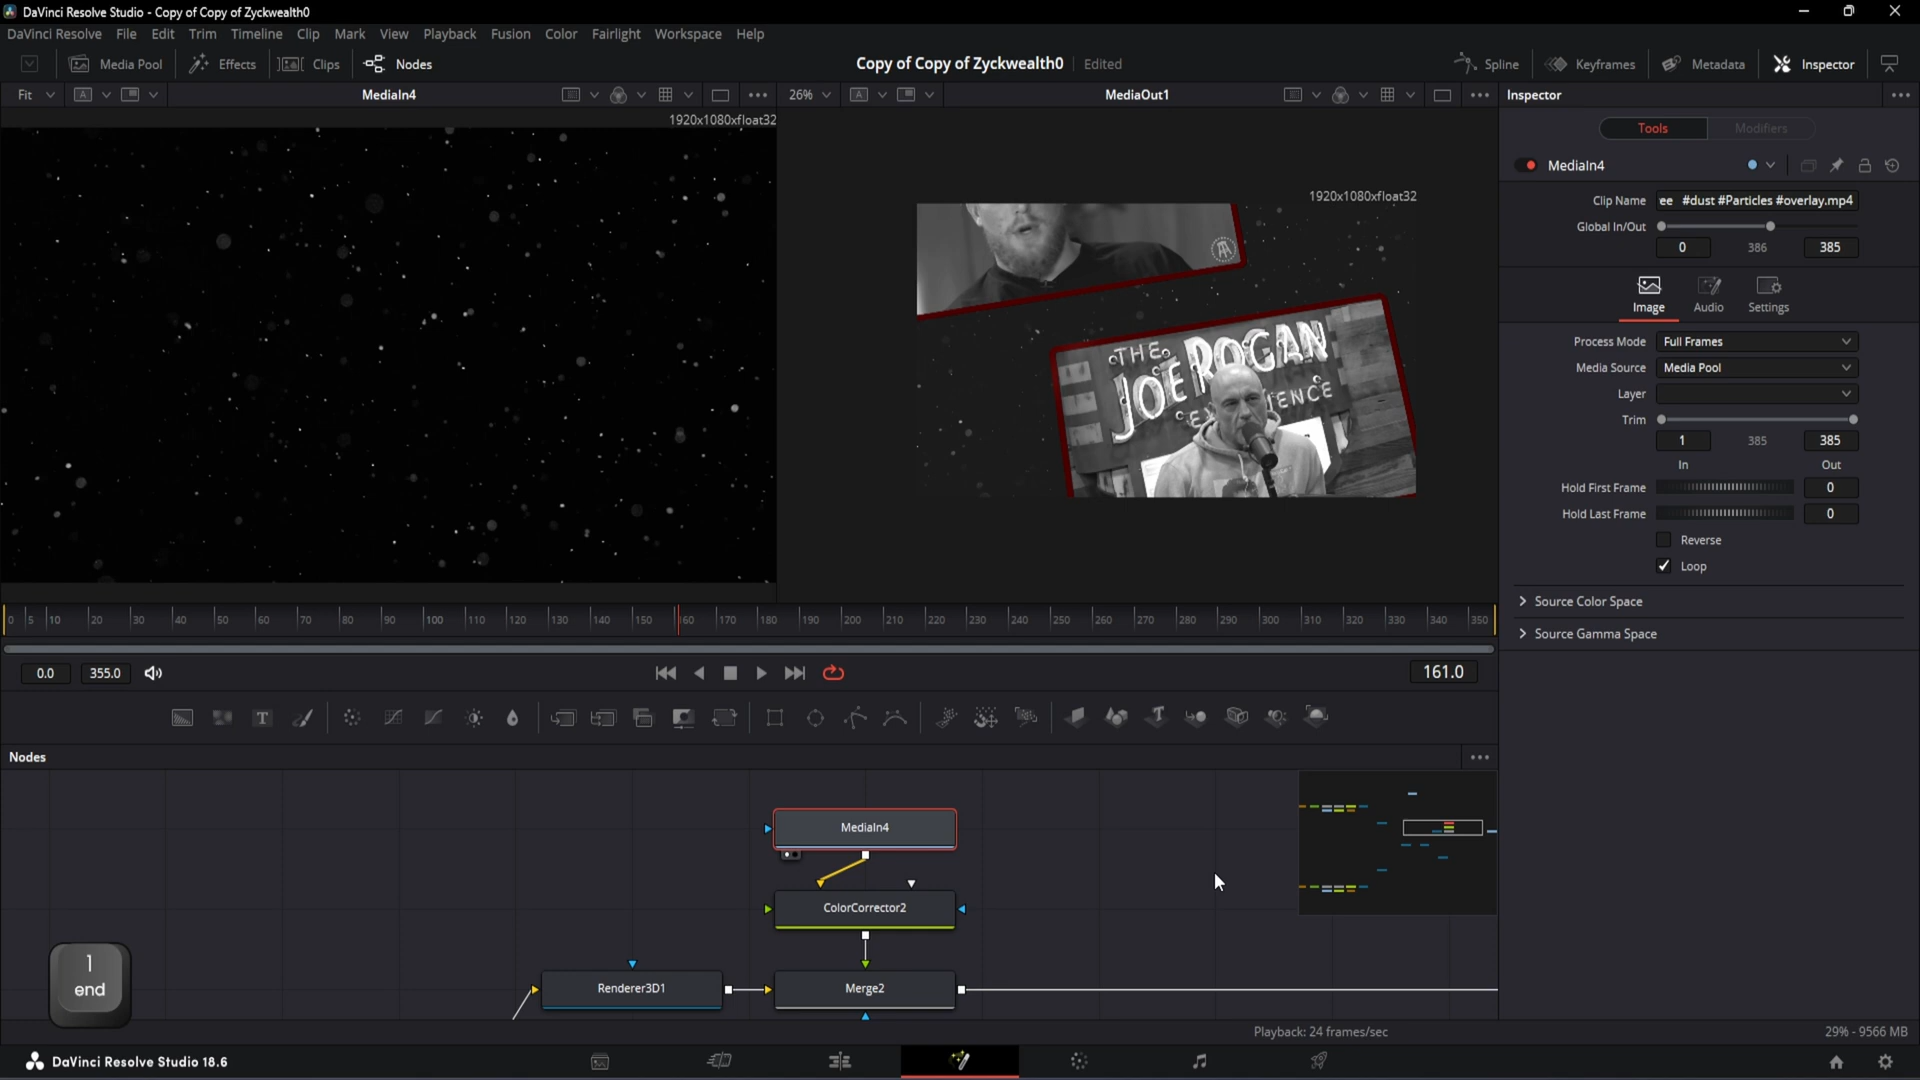 DaVinci Resolve Studio - Copy of Copy of Zyckwealth0
DaVinci Resolve File Edit Trim Timeline Clip Mark View Playback Fusion Color Fairlight Workspace Help
Media Pool Effects Clips Nodes Copy of Copy of Zyckwealth0 Edited Spline Keyframes Metadata Inspector
Fit A MediaIn4 26% A MediaOut1 Inspector
1920x1080xfloat32
1920x1080xfloat32
Tools Modifiers
MediaIn4
Clip Name ee #dust #Particles #overlay.mp4
Global In/Out
0 386 385
Image Audio Settings
Process Mode Full Frames
Media Source Media Pool
Layer
Trim
1 385 385
In Out
Hold First Frame 0
Hold Last Frame 0
Reverse
Loop
Source Color Space
Source Gamma Space
THE
JOE ROGAN
EXPERIENCE
0 5 10 20 30 40 50 60 70 80 90 100 110 120 130 140 150 160 170 180 190 200 210 220 230 240 250 260 270 280 290 300 310 320 330 340 350
0.0 355.0 161.0
T T
Nodes
MediaIn4
ColorCorrector2
Renderer3D1 Merge2
1
end
Playback: 24 frames/sec 29% - 9566 MB
DaVinci Resolve Studio 18.6